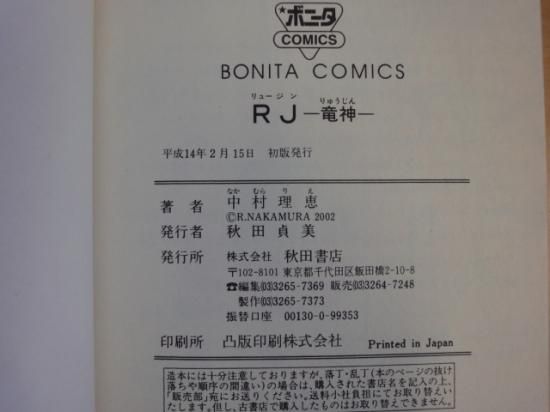 ★ボニータ
COMICS
BONITA COMICS
リュージン りゅうじん
RJ―竜神―
平成14年2月15日 初版発行
なか むら り え
著者 中村理恵
©R.NAKAMURA 2002
発行者 秋田貞美
発行所 株式会社 秋田書店
〒102-8101 東京都千代田区飯田橋2-10-8
☎編集(03)3265-7369 販売(03)3264-7248
製作(03)3265-7373
振替口座 00130-0-99353
印刷所 凸版印刷株式会社 Printed in Japan
造本には十分注意しておりますが、落丁・乱丁(本のページの抜け
落ちや順序の間違い)の場合は、購入された書店名を記入の上、
「販売部」宛にお送りください。送料小社負担にてお取り替えいた
します。但し、古書店で購入したものはお取り替えできません。